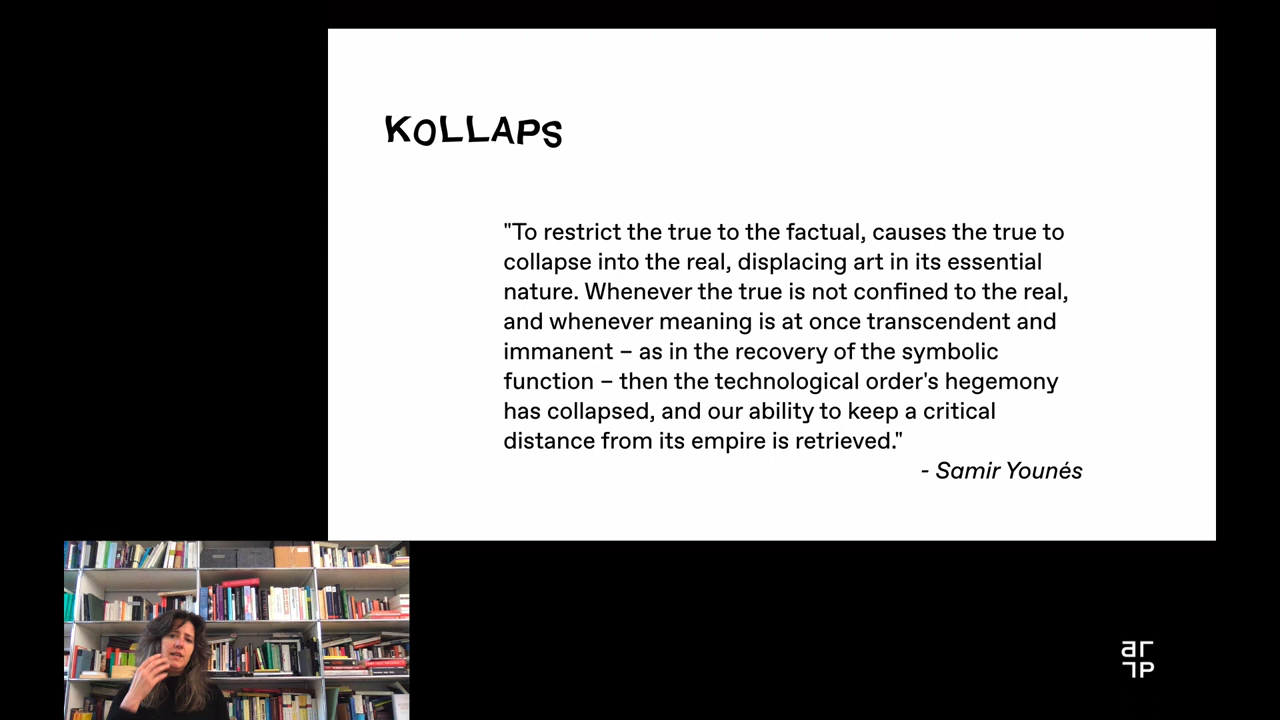 KOLLAPS
"To restrict the true to the factual, causes the true to
collapse into the real, displacing art in its essential
nature. Whenever the true is not confined to the real,
and whenever meaning is at once transcendent and
immanent – as in the recovery of the symbolic
function – then the technological order's hegemony
has collapsed, and our ability to keep a critical
distance from its empire is retrieved."
- Samir Younés